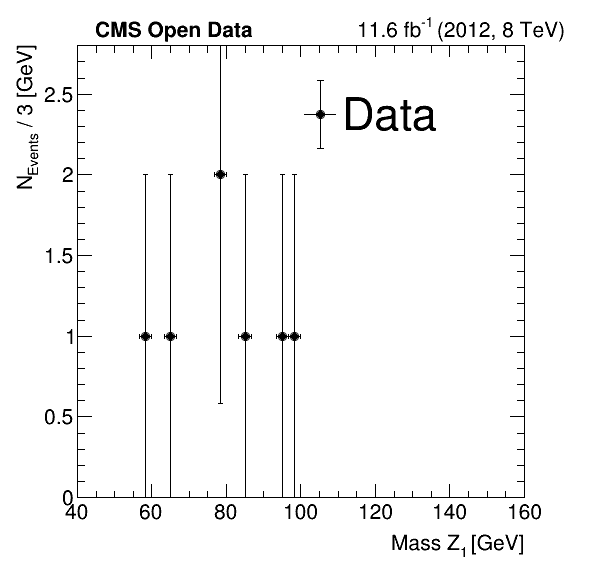 CMS Open Data 11.6 fb⁻¹ (2012, 8 TeV)
N_Events / 3 [GeV]
Data
2.5
2
1.5
1
0.5
0
40 60 80 100 120 140 160
Mass Z₁ [GeV]